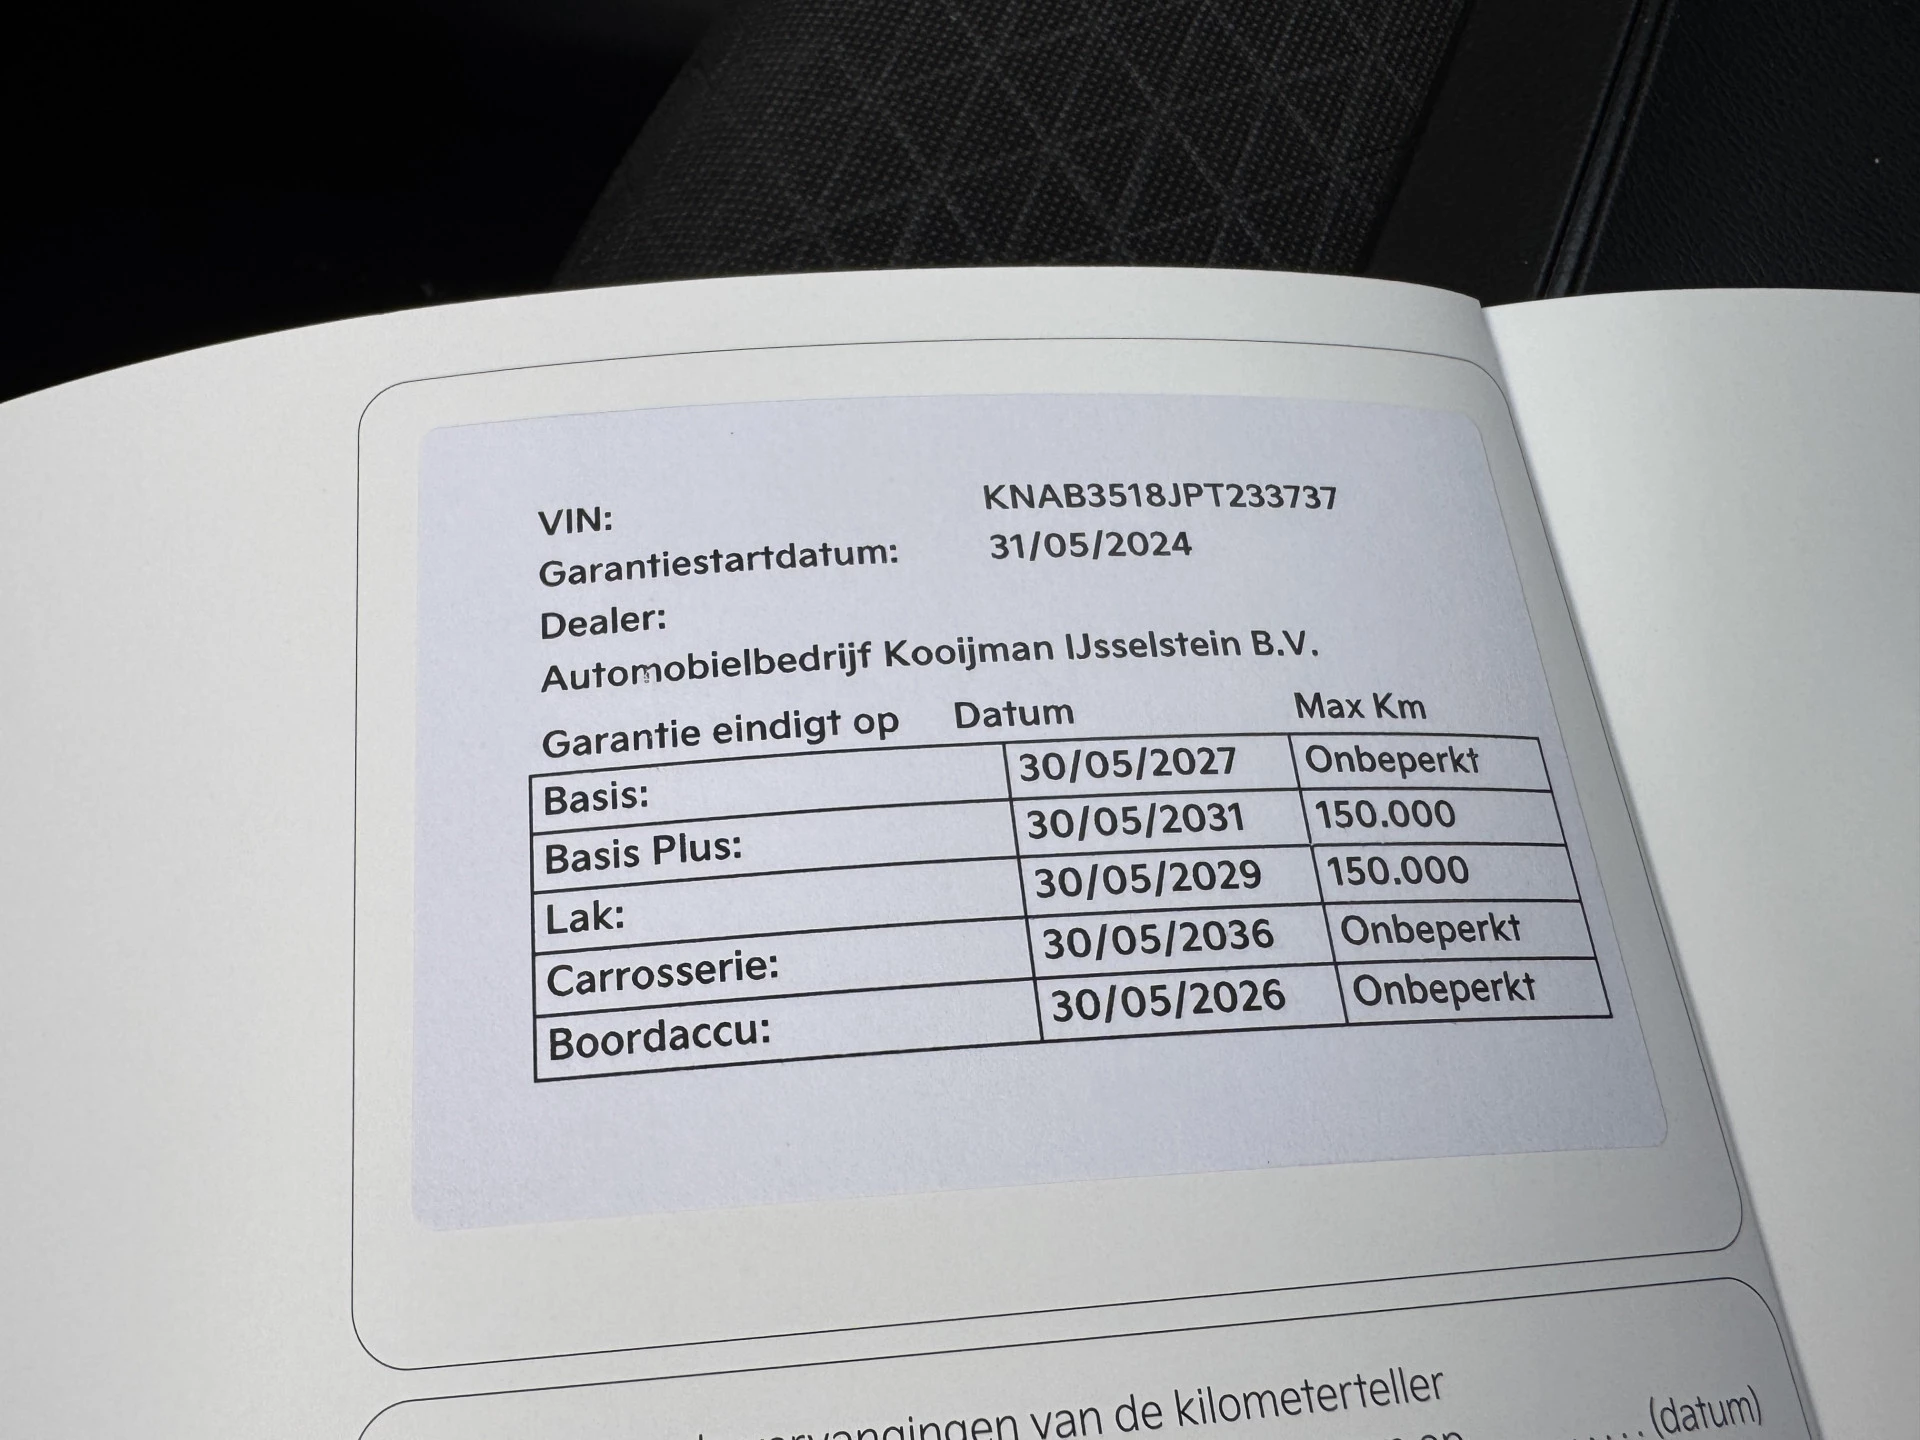 VIN: KNAB3518JPT233737
Garantiestartdatum: 31/05/2024
Dealer:
Automobielbedrijf Kooijman IJsselstein B.V.
Garantie eindigt op Datum Max Km
Basis: 30/05/2027 Onbeperkt
Basis Plus: 30/05/2031 150.000
Lak: 30/05/2029 150.000
Carrosserie: 30/05/2036 Onbeperkt
Boordaccu: 30/05/2026 Onbeperkt
van de kilometerteller
(datum)